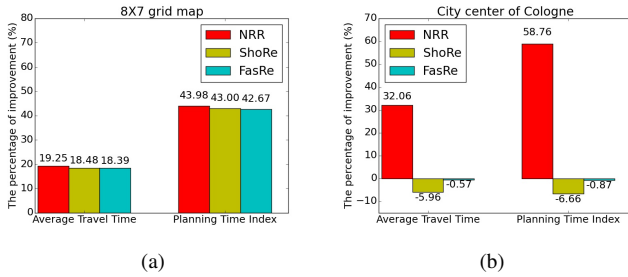 8X7 grid map
The percentage of improvement (%)
80
70
60
50
40
30
20
10
0
NRR
ShoRe
FasRe
19.25 18.48 18.39
43.98 43.00 42.67
Average Travel Time Planning Time Index
(a)
City center of Cologne
The percentage of improvement (%)
70
60
50
40
30
20
10
0
−10
NRR
ShoRe
FasRe
32.06
-5.96
-0.57
58.76
-6.66
-0.87
Average Travel Time Planning Time Index
(b)